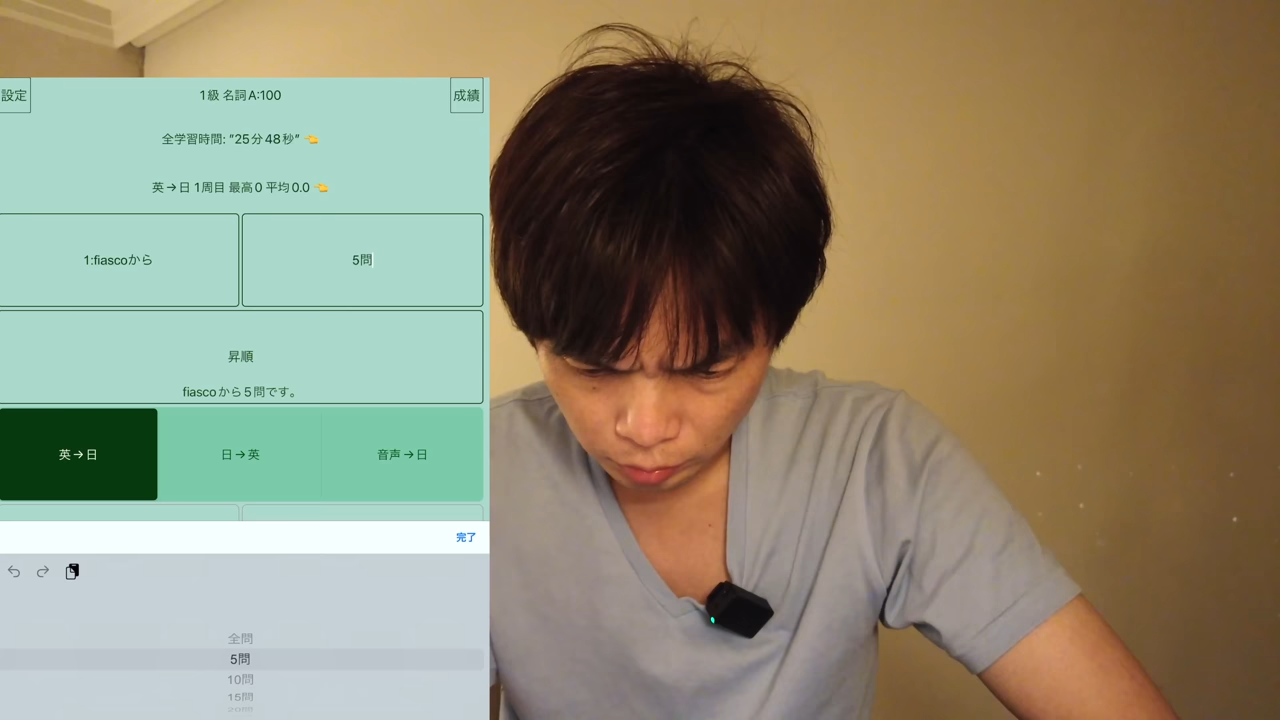 設定
1級 名詞A:100
成績
全学習時間: "25分48秒" 👈
英→日 1周目 最高0 平均0.0 👈
1:fiascoから
5問
昇順
fiascoから5問です。
英→日
日→英
音声→日
完了
全問
5問
10問
15問
20問